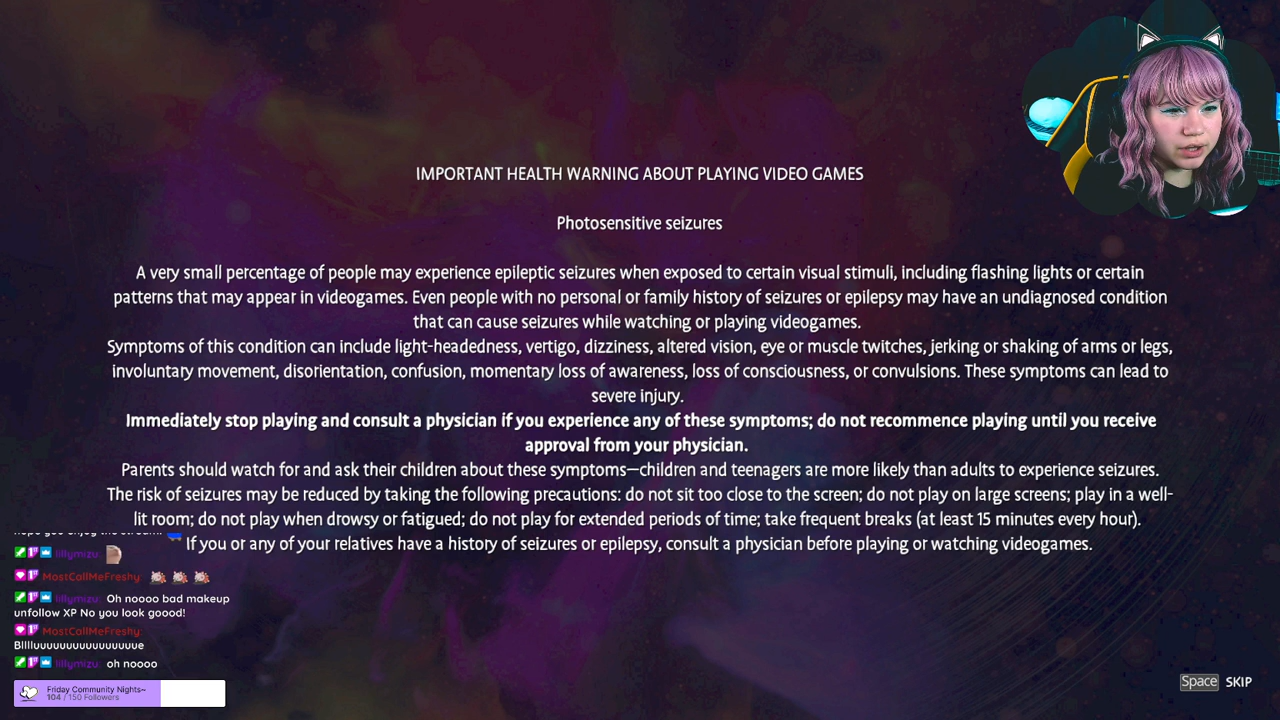 IMPORTANT HEALTH WARNING ABOUT PLAYING VIDEO GAMES
Photosensitive seizures
A very small percentage of people may experience epileptic seizures when exposed to certain visual stimuli, including flashing lights or certain
patterns that may appear in videogames. Even people with no personal or family history of seizures or epilepsy may have an undiagnosed condition
that can cause seizures while watching or playing videogames.
Symptoms of this condition can include light-headedness, vertigo, dizziness, altered vision, eye or muscle twitches, jerking or shaking of arms or legs,
involuntary movement, disorientation, confusion, momentary loss of awareness, loss of consciousness, or convulsions. These symptoms can lead to
severe injury.
Immediately stop playing and consult a physician if you experience any of these symptoms; do not recommence playing until you receive
approval from your physician.
Parents should watch for and ask their children about these symptoms—children and teenagers are more likely than adults to experience seizures.
The risk of seizures may be reduced by taking the following precautions: do not sit too close to the screen; do not play on large screens; play in a well-
lit room; do not play when drowsy or fatigued; do not play for extended periods of time; take frequent breaks (at least 15 minutes every hour).
If you or any of your relatives have a history of seizures or epilepsy, consult a physician before playing or watching videogames.
hope you enjoy the stream!
lillymizu:
MostCallMeFreshy:
lillymizu: Oh noooo bad makeup
unfollow XP No you look goood!
MostCallMeFreshy:
Blllluuuuuuuuuuuuuuuue
lillymizu: oh noooo
Friday Community Nights~
104 / 150 Followers
Space SKIP